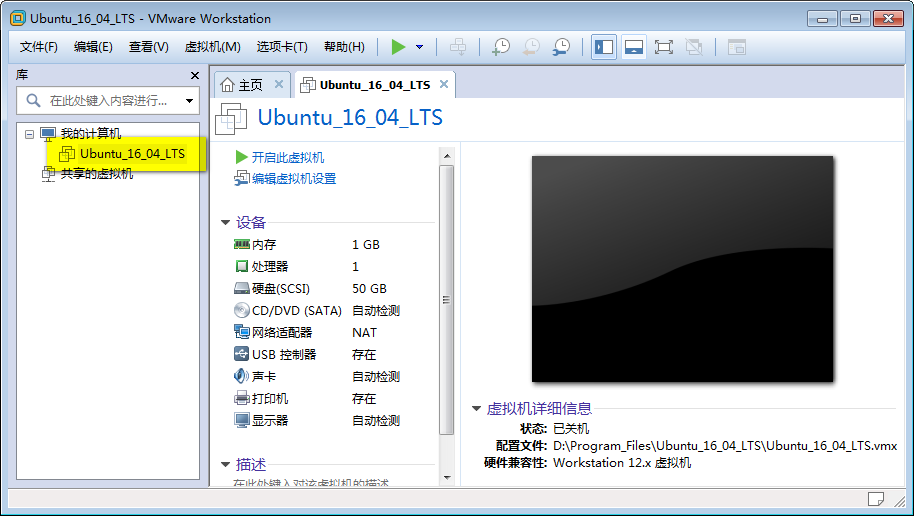 Ubuntu_16_04_LTS - VMware Workstation
文件(F) 编辑(E) 查看(V) 虚拟机(M) 选项卡(T) 帮助(H)
库
在此处键入内容进行...
我的计算机
Ubuntu_16_04_LTS
共享的虚拟机
主页 Ubuntu_16_04_LTS
Ubuntu_16_04_LTS
开启此虚拟机
编辑虚拟机设置
设备
内存 1 GB
处理器 1
硬盘(SCSI) 50 GB
CD/DVD (SATA) 自动检测
网络适配器 NAT
USB 控制器 存在
声卡 自动检测
打印机 存在
显示器 自动检测
描述
在此处键入对该虚拟机的描述
虚拟机详细信息
状态: 已关机
配置文件: D:\Program_Files\Ubuntu_16_04_LTS\Ubuntu_16_04_LTS.vmx
硬件兼容性: Workstation 12.x 虚拟机